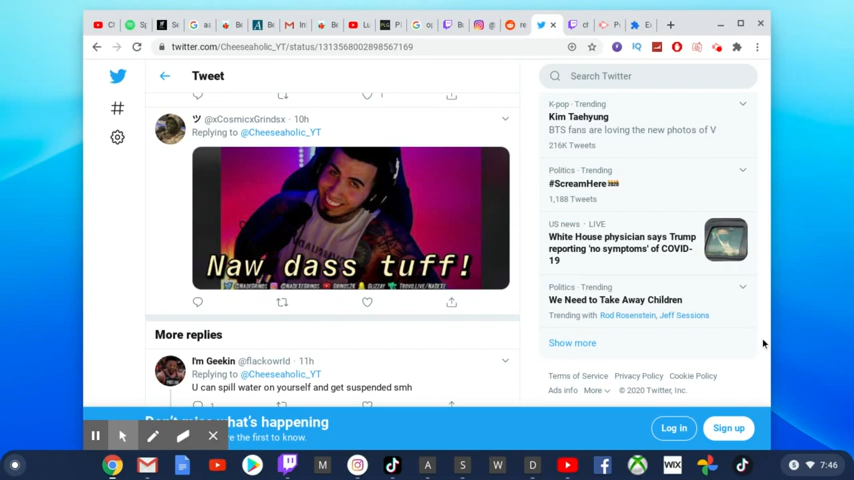 twitter.com/Cheeseaholic_YT/status/1313568002898567169
Tweet
Search Twitter
ツ @xCosmicxGrindsx · 10h
Replying to @Cheeseaholic_YT
Naw dass tuff!
More replies
I'm Geekin @flackowrld · 11h
Replying to @Cheeseaholic_YT
U can spill water on yourself and get suspended smh
K-pop · Trending
Kim Taehyung
BTS fans are loving the new photos of V
216K Tweets
Politics · Trending
#ScreamHere
1,188 Tweets
US news · LIVE
White House physician says Trump
reporting 'no symptoms' of COVID-
19
Politics · Trending
We Need to Take Away Children
Trending with Rod Rosenstein, Jeff Sessions
Show more
Terms of Service Privacy Policy Cookie Policy
Ads info More © 2020 Twitter, Inc.
what's happening
e the first to know.
Log in
Sign up
M
A
S
W
D
WIX
7:46